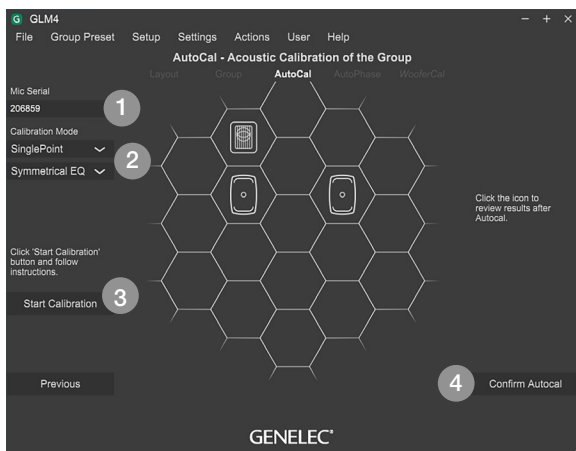 G GLM4
File Group Preset Setup Settings Actions User Help
AutoCal - Acoustic Calibration of the Group
Layout Group AutoCal AutoPhase WooferCal
Mic Serial
206859
1
Calibration Mode
SinglePoint
2
Symmetrical EQ
Click the icon to
review results after
Autocal.
Click 'Start Calibration'
button and follow
instructions.
Start Calibration
3
Previous
4 Confirm Autocal
GENELEC®